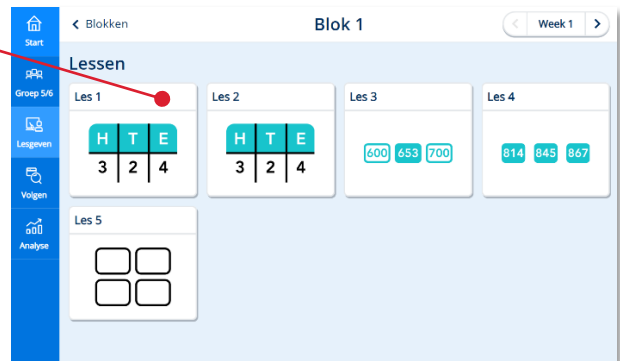 Start
Groep 5/6
Lesgeven
Volgen
Analyse
Blokken
Blok 1
Week 1
Lessen
Les 1
H T E
3 2 4
Les 2
H T E
3 2 4
Les 3
600 653 700
Les 4
814 845 867
Les 5